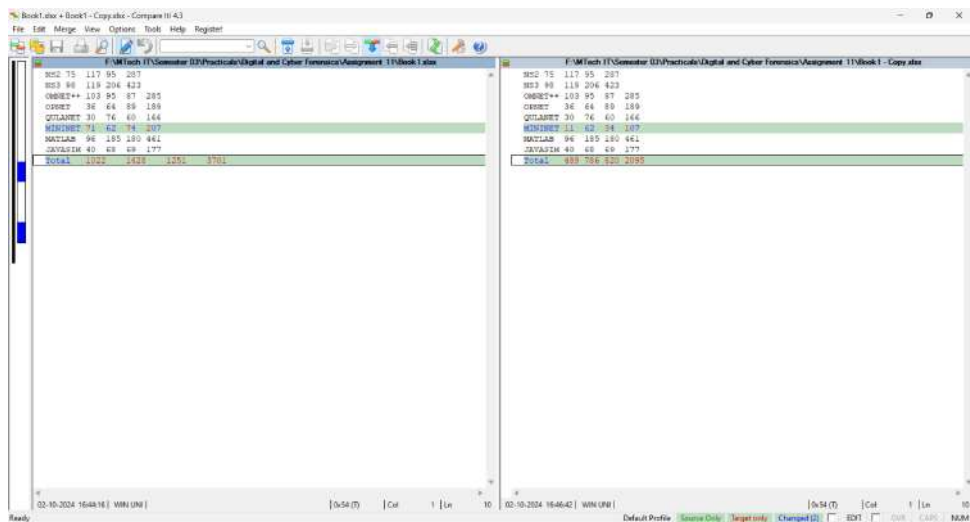 Book1.xlsx + Book1 - Copy.xlsx - Compare It! 4.3
File Edit Merge View Options Tools Help Register!
F:\MTech IT\Semester 03\Practicals\Digital and Cyber Forensics\Assignment 11\Book1.xlsx
NS2 75 117 95 287
NS3 98 119 206 423
OMNET++ 103 95 87 285
OPNET 36 64 89 189
QULANET 30 76 60 166
MININET 71 62 74 207
MATLAB 96 185 180 461
JAVASIM 40 68 69 177
Total 1022 1428 1251 3701
02-10-2024 16:44:16 WIN UNI 0x54 (T) Col 1 Ln 10
F:\MTech IT\Semester 03\Practicals\Digital and Cyber Forensics\Assignment 11\Book1 - Copy.xlsx
NS2 75 117 95 287
NS3 98 119 206 423
OMNET++ 103 95 87 285
OPNET 36 64 89 189
QULANET 30 76 60 166
MININET 11 62 34 107
MATLAB 96 185 180 461
JAVASIM 40 68 69 177
Total 489 786 820 2095
02-10-2024 16:46:42 WIN UNI 0x54 (T) Col 1 Ln 10
Ready Default Profile Source Only Target only Changed (2) EDIT OVR CAPS NUM